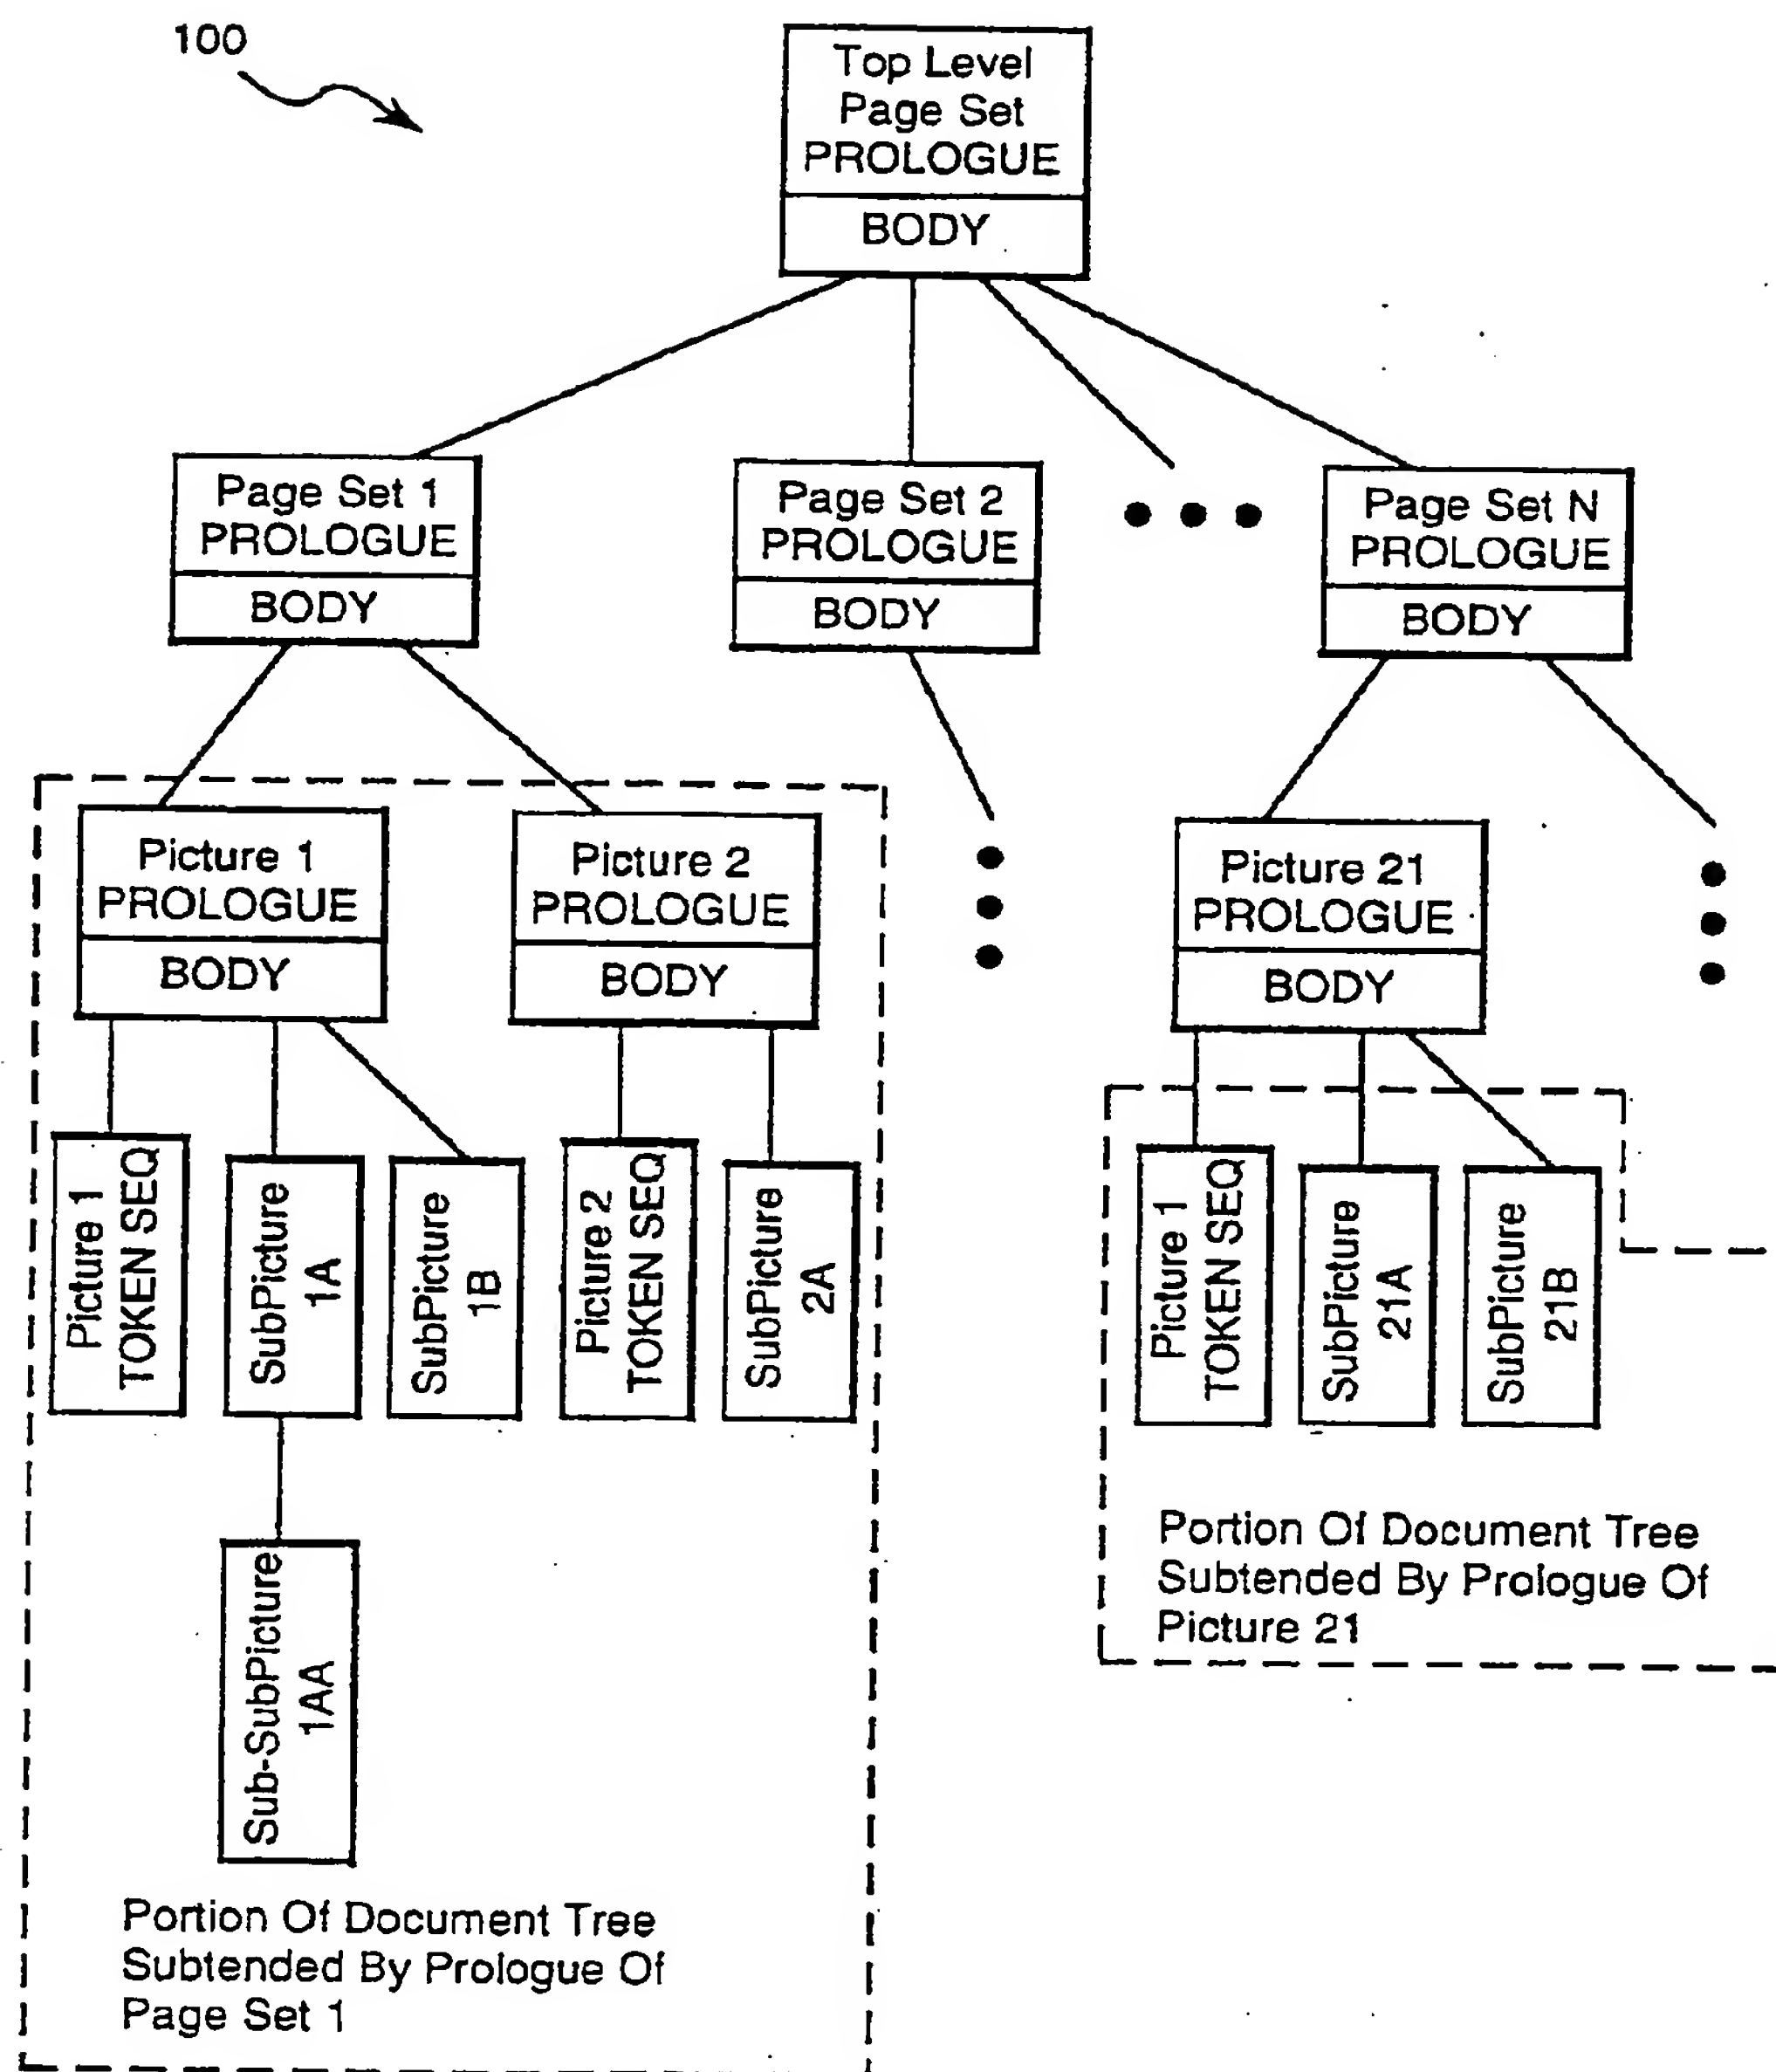 100
Top Level
Page Set
PROLOGUE
BODY
Page Set 1
PROLOGUE
BODY
Page Set 2
PROLOGUE
BODY
Page Set N
PROLOGUE
BODY
Picture 1
PROLOGUE
BODY
Picture 2
PROLOGUE
BODY
Picture 21
PROLOGUE
BODY
Picture 1
TOKEN SEQ
SubPicture
1A
SubPicture
1B
Picture 2
TOKEN SEQ
SubPicture
2A
Picture 1
TOKEN SEQ
SubPicture
21A
SubPicture
21B
Sub-SubPicture
1AA
Portion Of Document Tree
Subtended By Prologue Of
Picture 21
Portion Of Document Tree
Subtended By Prologue Of
Page Set 1